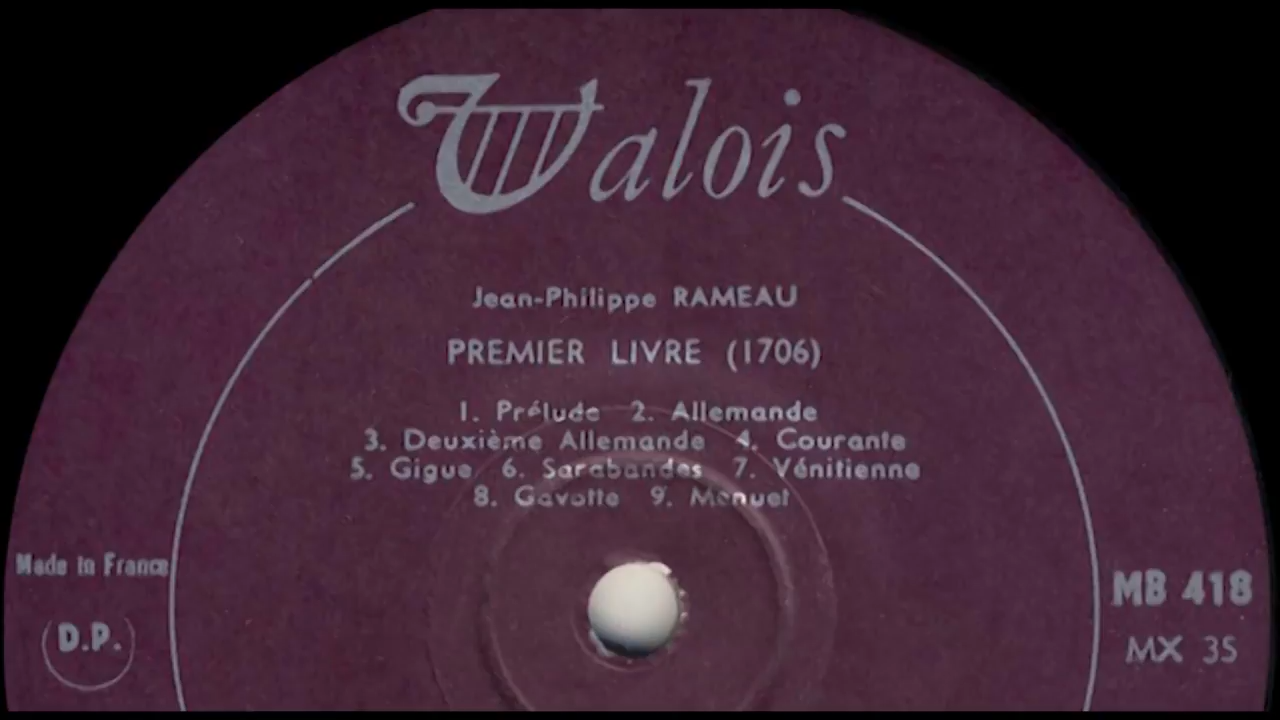 Valois
Jean-Philippe RAMEAU
PREMIER LIVRE (1706)
1. Prélude 2. Allemande
3. Deuxième Allemande 4. Courante
5. Gigue 6. Sarabandes 7. Vénitienne
8. Gavotte 9. Menuet
Made in France
D.P.
MB 418
MX 35